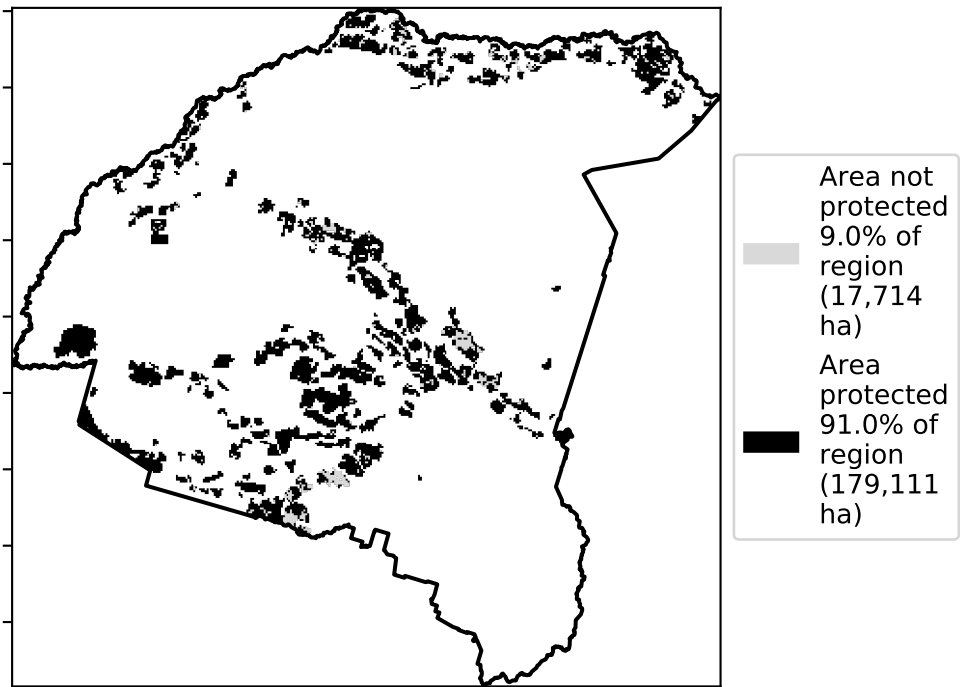 Area not
protected
9.0% of
region
(17,714
ha)
Area
protected
91.0% of
region
(179,111
ha)